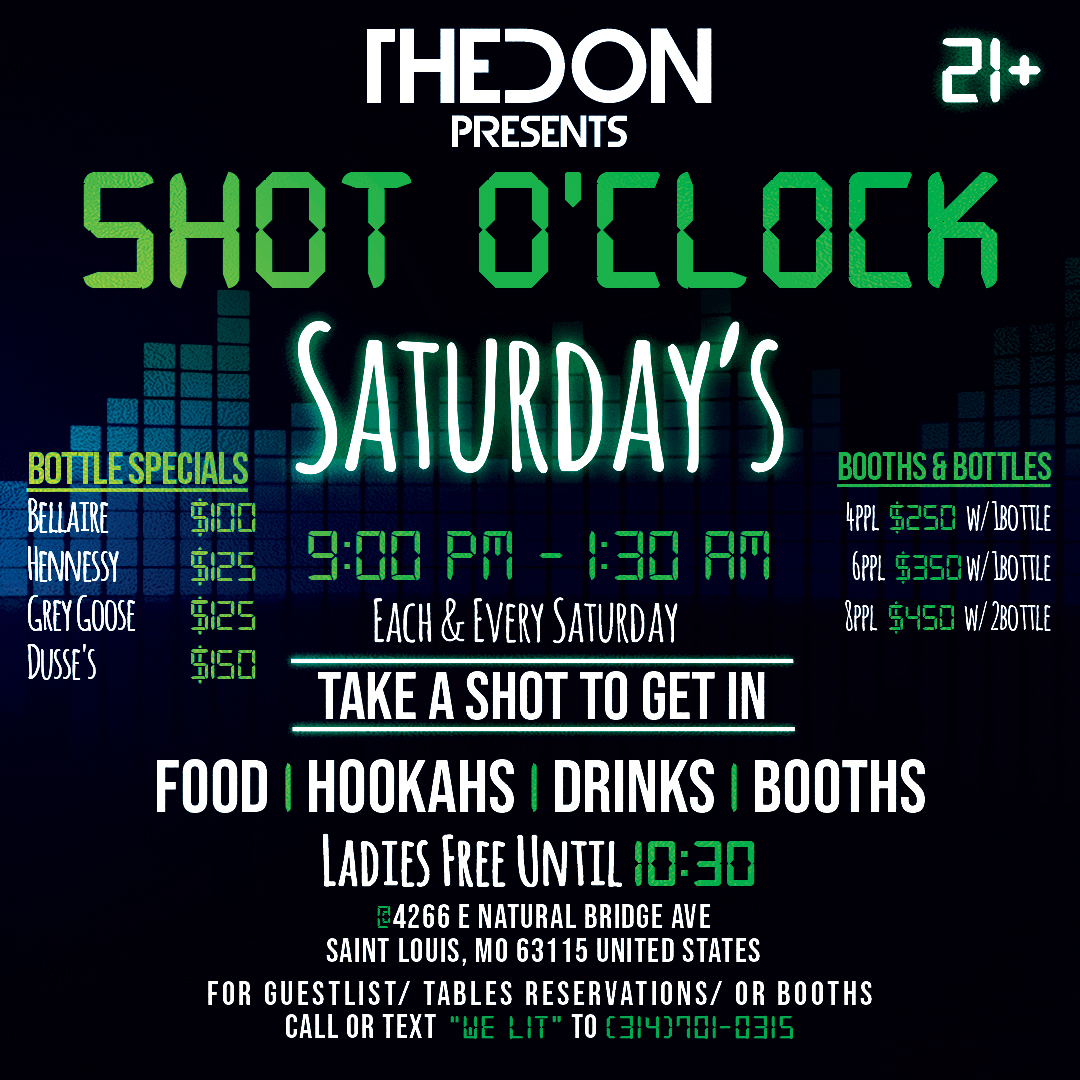 THEDON
21+
PRESENTS
SHOT O'CLOCK
SATURDAY'S
BOTTLE SPECIALS
BELLAIRE $100
HENNESSY $125
GREY GOOSE $125
DUSSE'S $150
BOOTHS & BOTTLES
4PPL $250 W/1BOTTLE
6PPL $350 W/1BOTTLE
8PPL $450 W/ 2BOTTLE
9:00 PM - 1:30 AM
EACH & EVERY SATURDAY
TAKE A SHOT TO GET IN
FOOD | HOOKAHS | DRINKS | BOOTHS
LADIES FREE UNTIL 10:30
@4266 E NATURAL BRIDGE AVE
SAINT LOUIS, MO 63115 UNITED STATES
FOR GUESTLIST/ TABLES RESERVATIONS/ OR BOOTHS
CALL OR TEXT "WE LIT" TO (314)701-0315